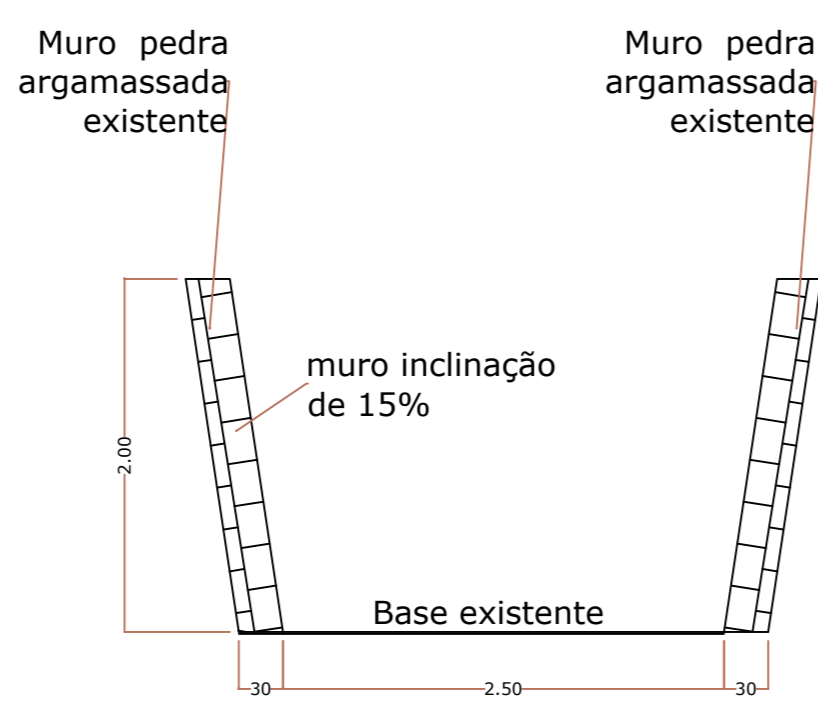 Muro pedra
argamassada
existente
Muro pedra
argamassada
existente
muro inclinação
de 15%
2.00
Base existente
30
2.50
30